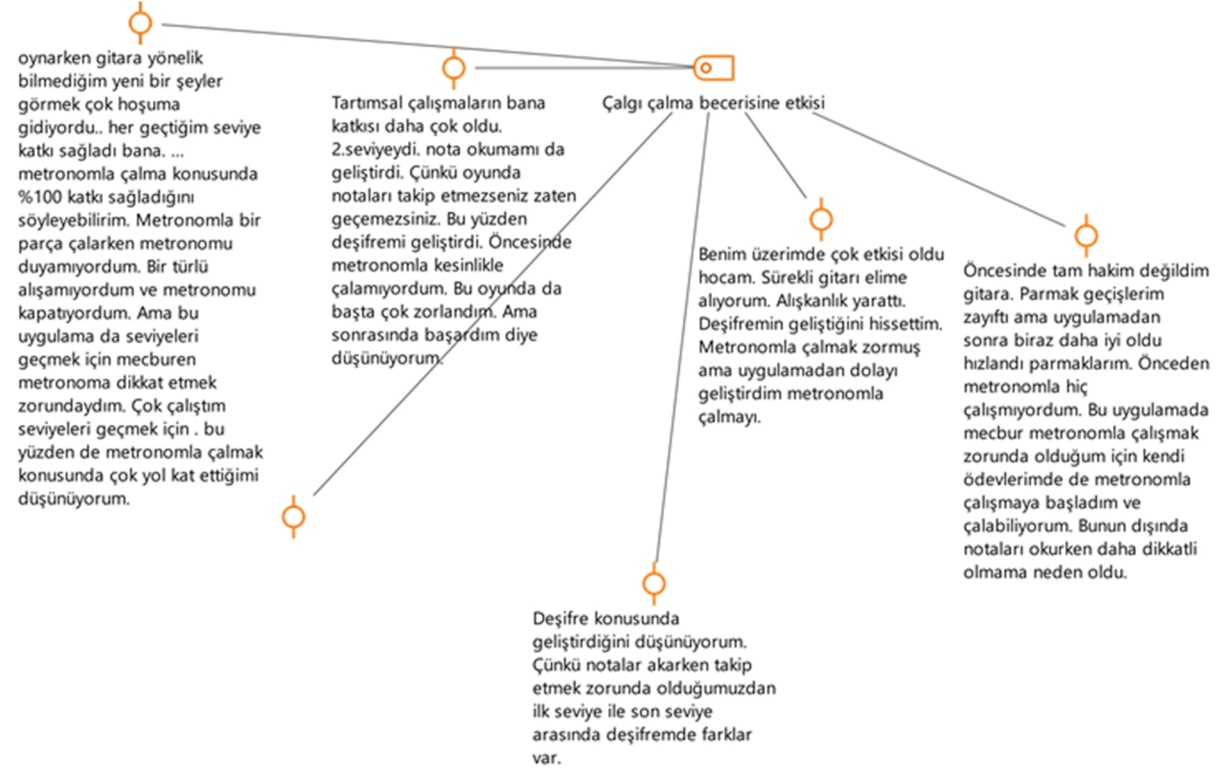 oynarken gitara yönelik
bilmediğim yeni bir şeyler
görmek çok hoşuma
gidiyordu.. her geçtiğim seviye
katkı sağladı bana. ...
metronomla çalma konusunda
%100 katkı sağladığını
söyleyebilirim. Metronomla bir
parça çalarken metronomu
duyamıyordum. Bir türlü
alışamıyordum ve metronomu
kapatıyordum. Ama bu
uygulama da seviyeleri
geçmek için mecburen
metronoma dikkat etmek
zorundaydım. Çok çalıştım
seviyeleri geçmek için . bu
yüzden de metronomla çalmak
konusunda çok yol kat ettiğimi
düşünüyorum.
Tartımsal çalışmaların bana
katkısı daha çok oldu.
2.seviyeydi. nota okumamı da
geliştirdi. Çünkü oyunda
notaları takip etmezseniz zaten
geçemezsiniz. Bu yüzden
deşifremi geliştirdi. Öncesinde
metronomla kesinlikle
çalamıyordum. Bu oyunda da
başta çok zorlandım. Ama
sonrasında başardım diye
düşünüyorum.
Çalgı çalma becerisine etkisi
Benim üzerimde çok etkisi oldu
hocam. Sürekli gitarı elime
alıyorum. Alışkanlık yarattı.
Deşifremin geliştiğini hissettim.
Metronomla çalmak zormuş
ama uygulamadan dolayı
geliştirdim metronomla
çalmayı.
Öncesinde tam hakim değildim
gitara. Parmak geçişlerim
zayıftı ama uygulamadan
sonra biraz daha iyi oldu
hızlandı parmaklarım. Önceden
metronomla hiç
çalışmıyordum. Bu uygulamada
mecbur metronomla çalışmak
zorunda olduğum için kendi
ödevlerimde de metronomla
çalışmaya başladım ve
çalabiliyorum. Bunun dışında
notaları okurken daha dikkatli
olmama neden oldu.
Deşifre konusunda
geliştirdiğini düşünüyorum.
Çünkü notalar akarken takip
etmek zorunda olduğumuzdan
ilk seviye ile son seviye
arasında deşifremde farklar
var.